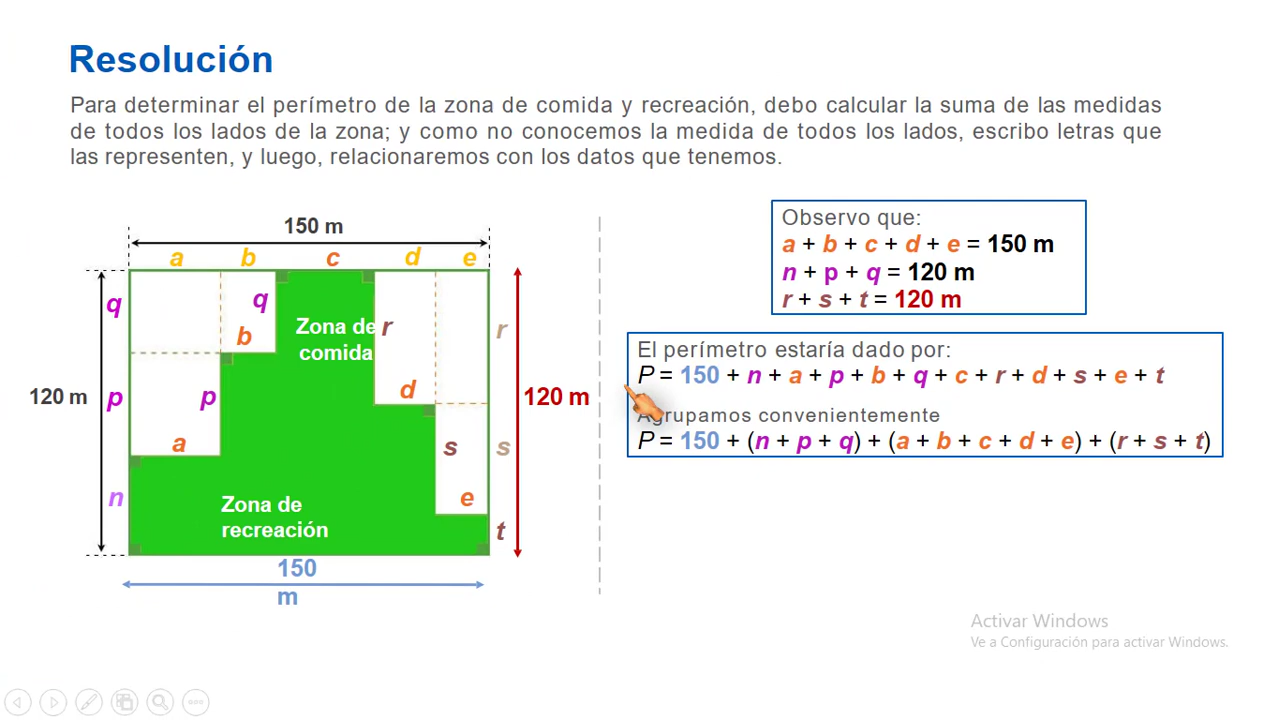 Resolución
Para determinar el perímetro de la zona de comida y recreación, debo calcular la suma de las medidas
de todos los lados de la zona; y como no conocemos la medida de todos los lados, escribo letras que
las representen, y luego, relacionaremos con los datos que tenemos.
150 m
a b c d e
q
q
b
Zona de
comida
r
r
120 m
p
p
d
120 m
a
s
s
n
Zona de
recreación
e
t
150
m
Observo que:
a + b + c + d + e = 150 m
n + p + q = 120 m
r + s + t = 120 m
El perímetro estaría dado por:
P = 150 + n + a + p + b + q + c + r + d + s + e + t
Agrupamos convenientemente
P = 150 + (n + p + q) + (a + b + c + d + e) + (r + s + t)
Activar Windows
Ve a Configuración para activar Windows.